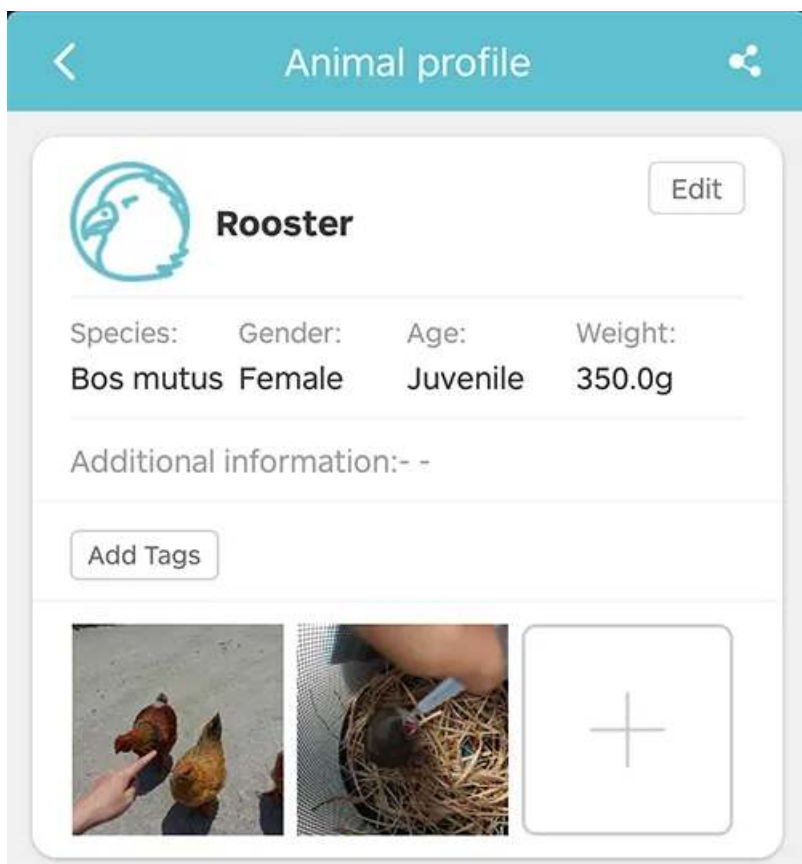 Animal profile
Rooster
Edit
Species: Gender: Age: Weight:
Bos mutus Female Juvenile 350.0g
Additional information:- -
Add Tags